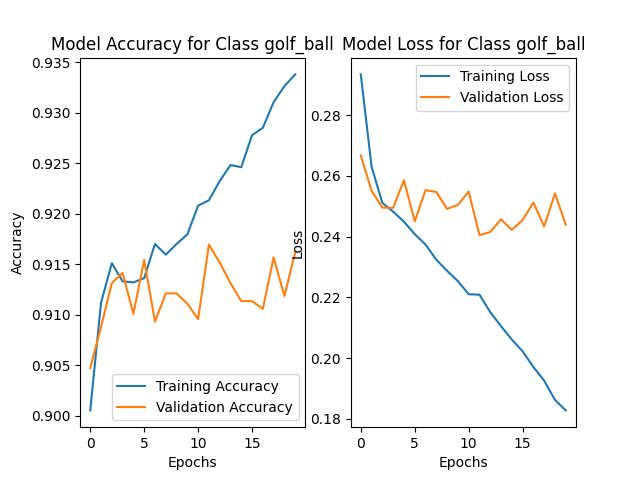 Model Accuracy for Class golf_ball
Accuracy
0.935
0.930
0.925
0.920
0.915
0.910
0.905
0.900
0
5
10
15
Epochs
Training Accuracy
Validation Accuracy
Model Loss for Class golf_ball
Loss
0.28
0.26
0.24
0.22
0.20
0.18
0
5
10
15
Epochs
Training Loss
Validation Loss